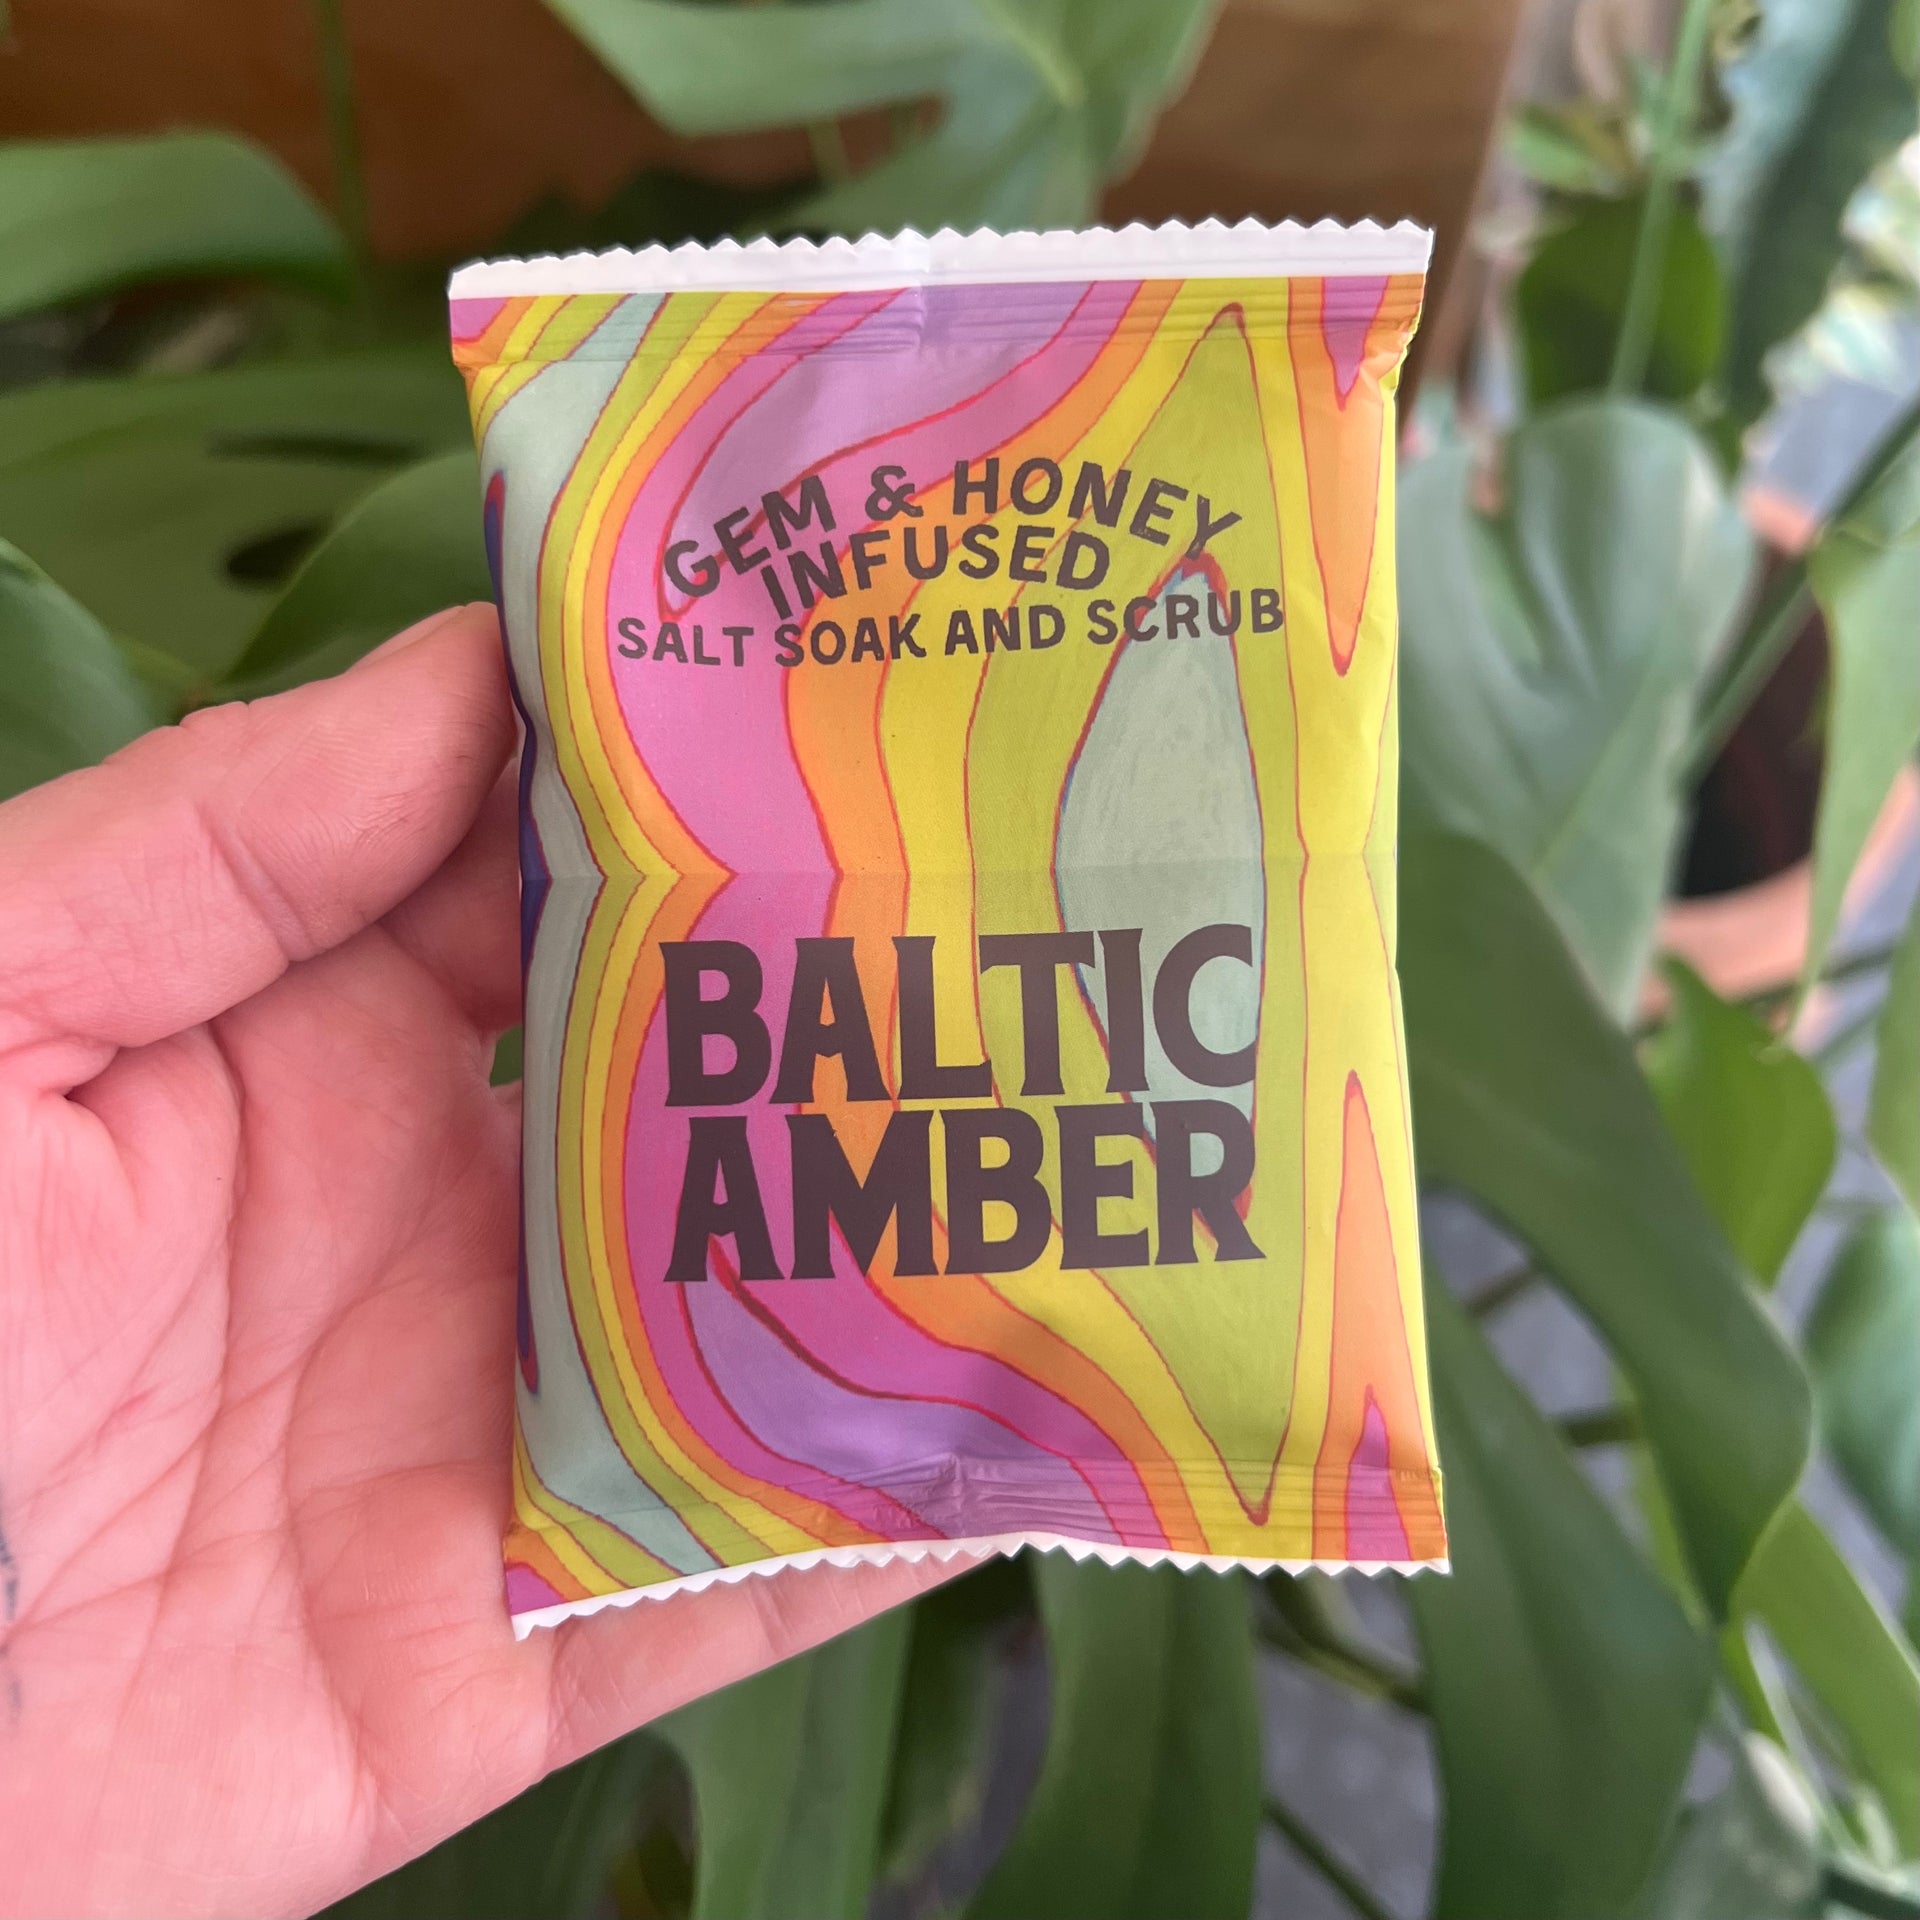 GEM & HONEY
INFUSED
SALT SOAK AND SCRUB
BALTIC
AMBER